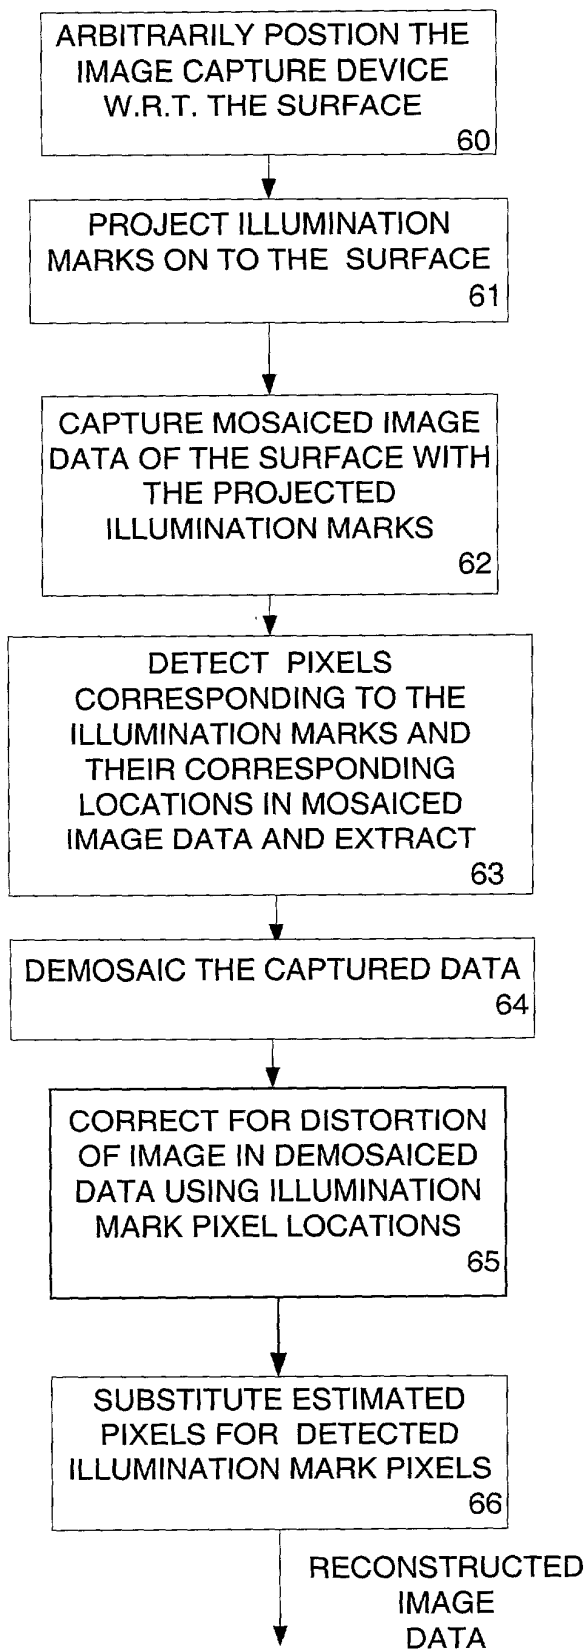 ARBITRARILY POSTION THE
IMAGE CAPTURE DEVICE
W.R.T. THE SURFACE
60
PROJECT ILLUMINATION
MARKS ON TO THE SURFACE
61
CAPTURE MOSAICED IMAGE
DATA OF THE SURFACE WITH
THE PROJECTED
ILLUMINATION MARKS
62
DETECT PIXELS
CORRESPONDING TO THE
ILLUMINATION MARKS AND
THEIR CORRESPONDING
LOCATIONS IN MOSAICED
IMAGE DATA AND EXTRACT
63
DEMOSAIC THE CAPTURED DATA
64
CORRECT FOR DISTORTION
OF IMAGE IN DEMOSAICED
DATA USING ILLUMINATION
MARK PIXEL LOCATIONS
65
SUBSTITUTE ESTIMATED
PIXELS FOR DETECTED
ILLUMINATION MARK PIXELS
66
RECONSTRUCTED
IMAGE
DATA